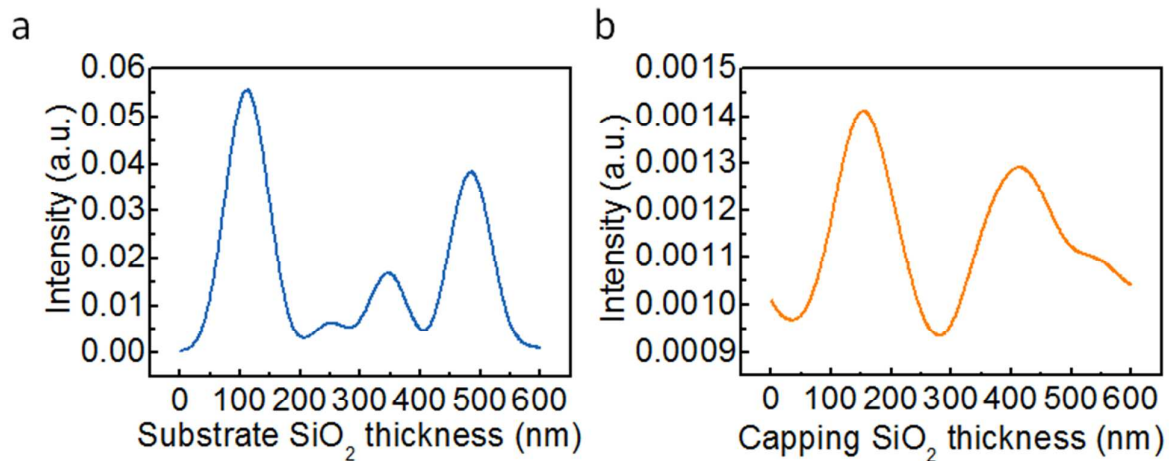 a
0.06
0.05
0.04
0.03
0.02
0.01
0.00
Intensity (a.u.)
0 100 200 300 400 500 600
Substrate SiO2 thickness (nm)
b
0.0015
0.0014
0.0013
0.0012
0.0011
0.0010
0.0009
Intensity (a.u.)
0 100 200 300 400 500 600
Capping SiO2 thickness (nm)